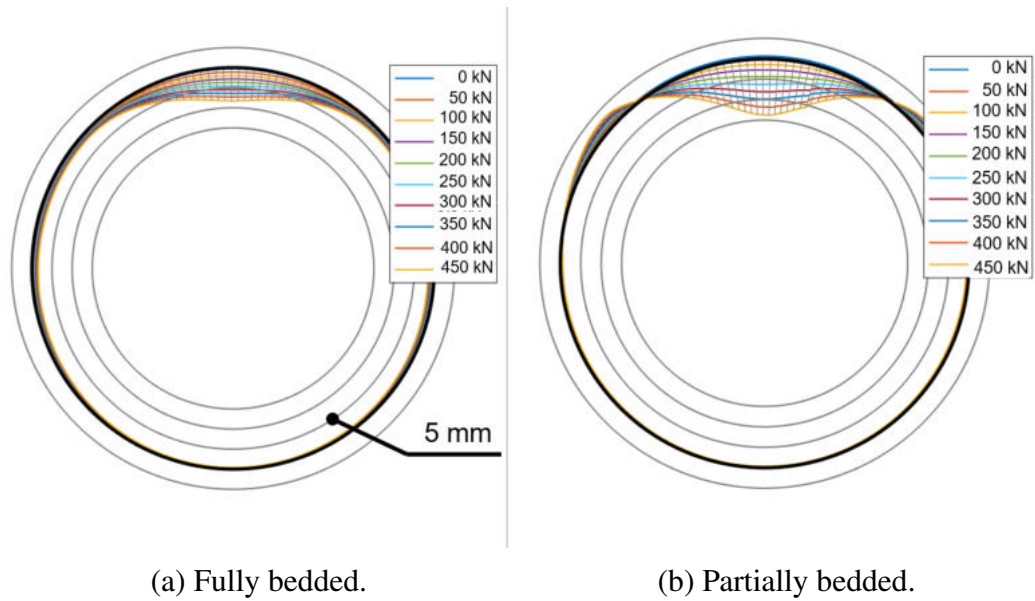 0 kN
50 kN
100 kN
150 kN
200 kN
250 kN
300 kN
350 kN
400 kN
450 kN
5 mm
0 kN
50 kN
100 kN
150 kN
200 kN
250 kN
300 kN
350 kN
400 kN
450 kN
(a) Fully bedded.
(b) Partially bedded.